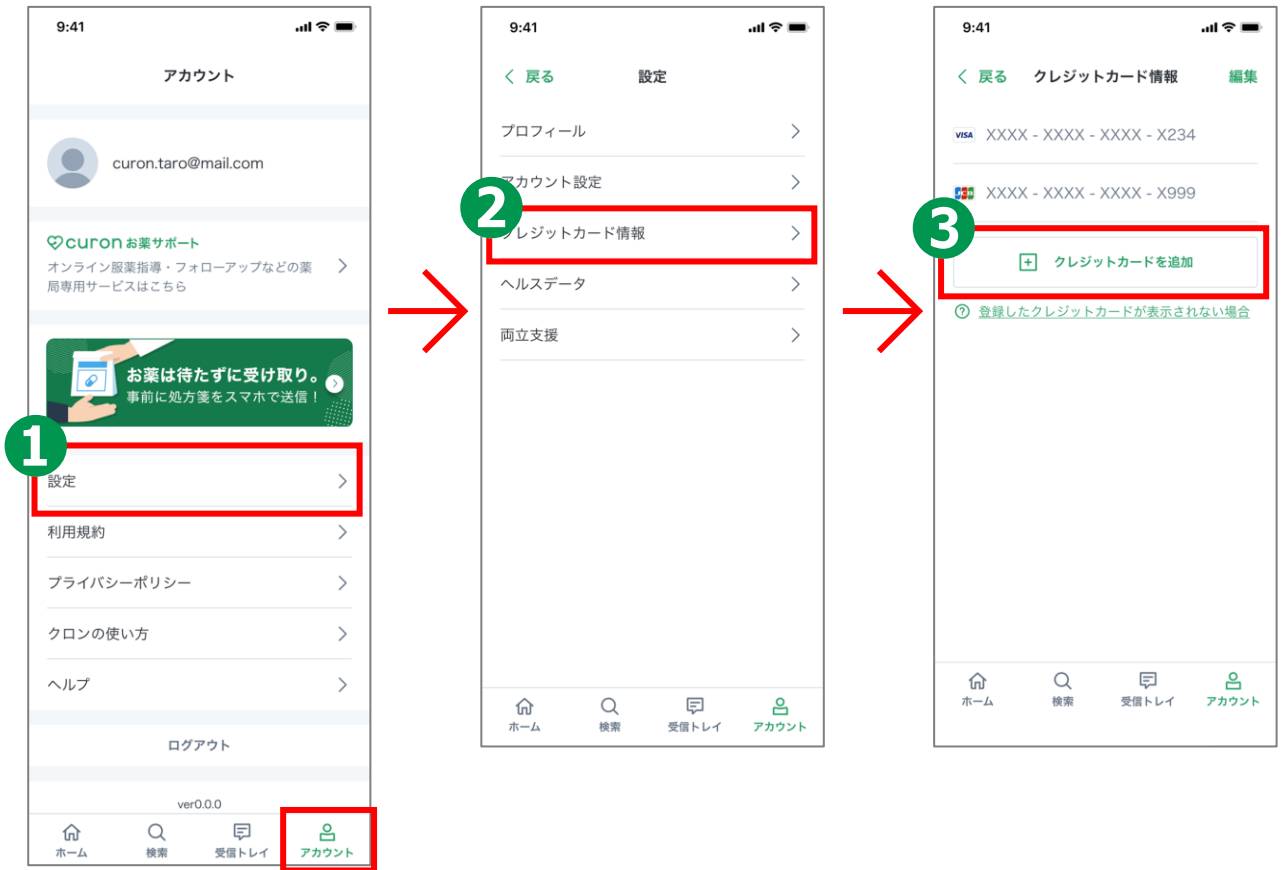 9:41
アカウント
curon.taro@mail.com
curon お薬サポート
オンライン服薬指導・フォローアップなどの薬
局専用サービスはこちら
お薬は待たずに受け取り。
事前に処方箋をスマホで送信！
1
設定
利用規約
プライバシーポリシー
クロンの使い方
ヘルプ
ログアウト
ver0.0.0
ホーム
検索
受信トレイ
アカウント
9:41
戻る
設定
プロフィール
アカウント設定
2
クレジットカード情報
ヘルスデータ
両立支援
ホーム
検索
受信トレイ
アカウント
9:41
戻る
クレジットカード情報
編集
VISA XXXX - XXXX - XXXX - X234
JCB XXXX - XXXX - XXXX - X999
3
クレジットカードを追加
登録したクレジットカードが表示されない場合
ホーム
検索
受信トレイ
アカウント